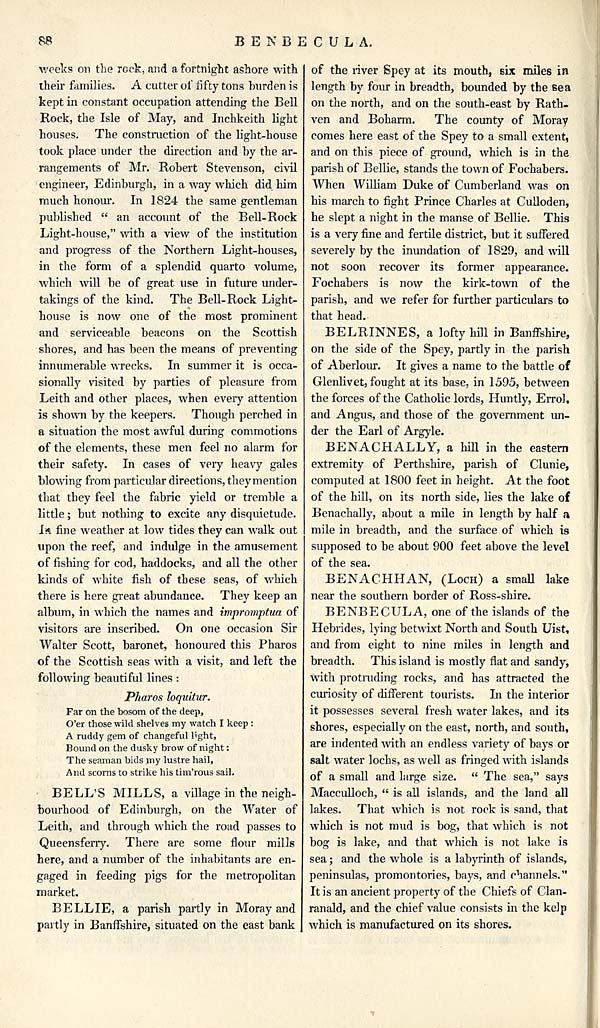 88
BENBECULA.
weeks on the rock, and a fortnight ashore with
their families. A cutter of fifty tons burden is
kept in constant occupation attending the Bell
Rock, the Isle of May, and Inchkeith light
houses. The construction of the light-house
took place under the direction and by the ar-
rangements of Mr. Robert Stevenson, civil
engineer, Edinburgh, in a way which did him
much honour. In 1824 the same gentleman
published " an account of the Bell-Rock
Light-house," with a view of the institution
and progress of the Northern Light-houses,
in the form of a splendid quarto volume,
which will be of great use in future under-
takings of the kind. The Bell-Rock Light-
house is now one of the most prominent
and serviceable beacons on the Scottish
shores, and has been the means of preventing
innumerable wrecks. In summer it is occa-
sionally visited by parties of pleasure from
Leith and other places, when every attention
is shown by the keepers. Though perched in
a situation the most awful during commotions
of the elements, these men feel no alarm for
their safety. In cases of very heavy gales
blowing from particular directions, they mention
that they feel the fabric yield or tremble a
little; but nothing to excite any disquietude.
In fine weather at low tides they can walk out
upon the reef, and indulge in the amusement
of fishing for cod, haddocks, and all the other
kinds of white fish of these seas, of which
there is here great abundance. They keep an
album, in which the names and impromptua of
visitors are inscribed. On one occasion Sir
Walter Scott, baronet, honoured this Pharos
of the Scottish seas with a visit, and left the
following beautiful lines :
Pharos loquitur.
Far on the bosom of the deep,
O'er those wild shelves my watch I keep :
A ruddy gem of changeful light,
Bound on the dusky brow of night :
The seaman bids my lustre hail,
And scorns to strike his tim'rous sail.
BELL'S MILLS, a village in the neigh-
bourhood of Edinburgh, on the Water of
Leith, and through which the road passes to
Queensferry. There are some flour mills
here, and a number of the inhabitants are en-
gaged in feeding pigs for the metropolitan
market.
BELLIE, a parish partly in Moray and
partly in Banffshire, situated on the east bank
of the river Spey at its mouth, six miles in
length by four in breadth, bounded by the sea
on the north, and on the south-east by Rath-
ven and Boharm. The county of Moray
comes here east of the Spey to a small extent,
and on this piece of ground, which is in the
parish of Bellie, stands the town of Fochabers.
When William Duke of Cumberland was on
his march to fight Prince Charles at Culloden,
he slept a night in the manse of Bellie. This
is a very fine and fertile district, but it suffered
severely by the inundation of 1829, and will
not soon recover its former appearance.
Fochabers is now the kirk-town of the
parish, and we refer for further particulars to
that head.
BELRINNES, a lofty hill in Banffshire,
on the side of the Spey, partly in the parish
of Aberlour. It gives a name to the battle of
Glenlivet, fought at its base, in 1595, between
the forces of the Catholic lords, Huntly, Errol,
and Angus, and those of the government un-
der the Earl of Argyle.
BENACHALLY, a hill in the eastern
extremity of Perthshire, parish of Clunie,
computed at 1800 feet in height. At the foot
of the hill, on its north side, lies the lake of
Benachally, about a mile in length by half a
mile in breadth, and the surface of which is
supposed to be about 900 feet above the level
of the sea.
BENACHHAN, (Loch) a small lake
near the southern border of Ross-shire.
BENBECULA, one of the islands of the
Hebrides, lying betwixt North and South Uist,
and from eight to nine miles in length and
breadth. This island is mostly flat and sandy,
with protruding rocks, and has attracted the
curiosity of different tourists. In the interior
it possesses several fresh water lakes, and its
shores, especially on the east, north, and south,
are indented with an endless variety of bays or
salt water lochs, as well as fringed with islands
of a small and large size. " The sea," says
Macculloch, " is all islands, and the land all
lakes. That which is not rock is sand, that
which is not mud is bog, that which is not
bog is lake, and that which is not lake is
sea; and the whole is a labyrinth of islands,
peninsulas, promontories, bays, and channels."
It is an ancient property of the Chiefs of Clan-
ranald, and the chief value consists in the kelp
which is manufactured on its shores.